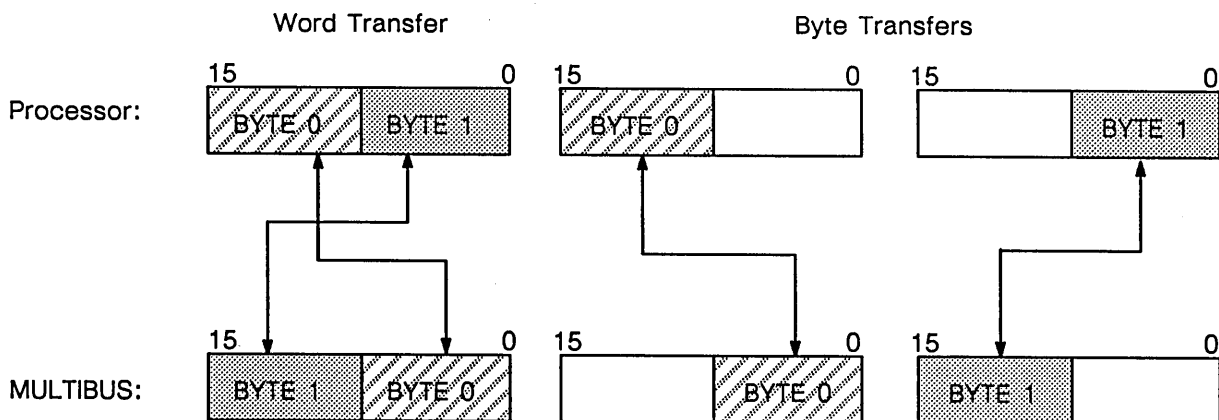 Word Transfer Byte Transfers
15 0 15 0 15 0
Processor: BYTE 0 BYTE 1 BYTE 0 BYTE 1
15 0 15 0 15 0
MULTIBUS: BYTE 1 BYTE 0 BYTE 0 BYTE 1